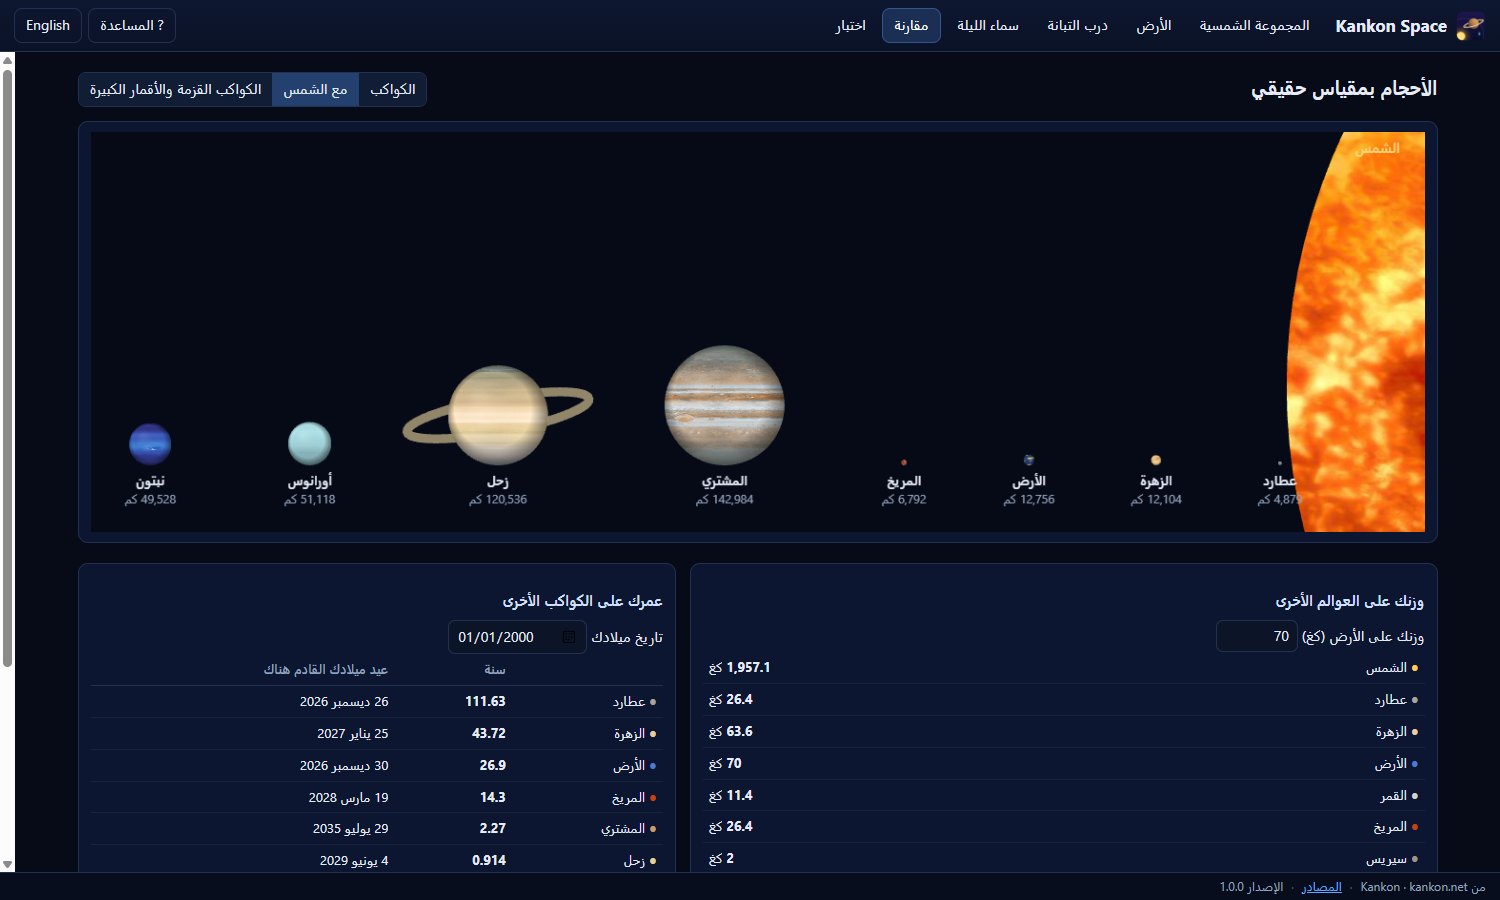 Kankon Space
المجموعة الشمسية
الأرض
درب التبانة
سماء الليلة
مقارنة
اختبار
? المساعدة
English
الأحجام بمقياس حقيقي
الكواكب
مع الشمس
الكواكب القزمة والأقمار الكبيرة
الشمس
عطارد
4,879 كم
الزهرة
12,104 كم
الأرض
12,756 كم
المريخ
6,792 كم
المشتري
142,984 كم
زحل
120,536 كم
أورانوس
51,118 كم
نبتون
49,528 كم
وزنك على العوالم الأخرى
وزنك على الأرض (كغ) 70
الشمس 1,957.1 كغ
عطارد 26.4 كغ
الزهرة 63.6 كغ
الأرض 70 كغ
القمر 11.4 كغ
المريخ 26.4 كغ
سيريس 2 كغ
عمرك على الكواكب الأخرى
تاريخ ميلادك 01/01/2000
سنة عيد ميلادك القادم هناك
عطارد 111.63 26 ديسمبر 2026
الزهرة 43.72 25 يناير 2027
الأرض 26.9 30 ديسمبر 2026
المريخ 14.3 19 مارس 2028
المشتري 2.27 29 يوليو 2035
زحل 0.914 4 يونيو 2029
من Kankon · kankon.net · المصادر · الإصدار 1.0.0